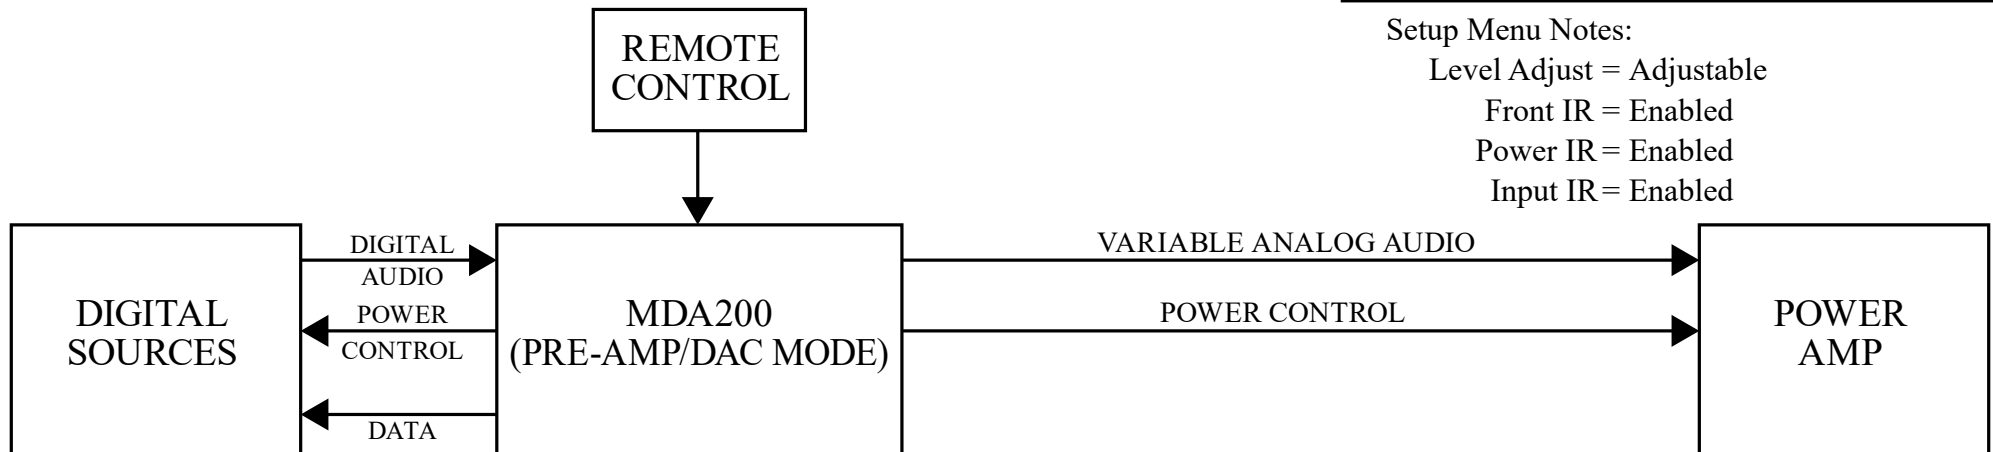 REMOTE
CONTROL
Setup Menu Notes:
Level Adjust = Adjustable
Front IR = Enabled
Power IR = Enabled
Input IR = Enabled
DIGITAL
SOURCES
DIGITAL
AUDIO
POWER
CONTROL
DATA
MDA200
(PRE-AMP/DAC MODE)
VARIABLE ANALOG AUDIO
POWER CONTROL
POWER
AMP